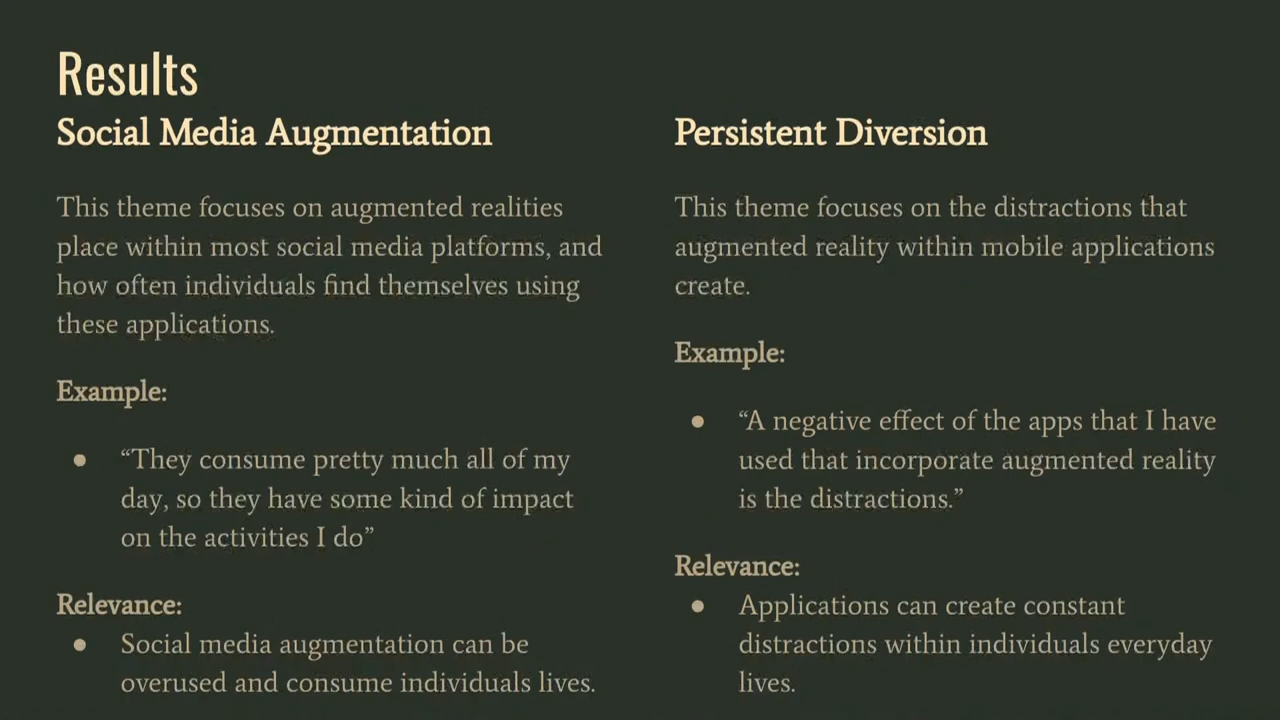 Results
Social Media Augmentation
This theme focuses on augmented realities
place within most social media platforms, and
how often individuals find themselves using
these applications.
Example:
● “They consume pretty much all of my
day, so they have some kind of impact
on the activities I do”
Relevance:
● Social media augmentation can be
overused and consume individuals lives.
Persistent Diversion
This theme focuses on the distractions that
augmented reality within mobile applications
create.
Example:
● “A negative effect of the apps that I have
used that incorporate augmented reality
is the distractions.”
Relevance:
● Applications can create constant
distractions within individuals everyday
lives.